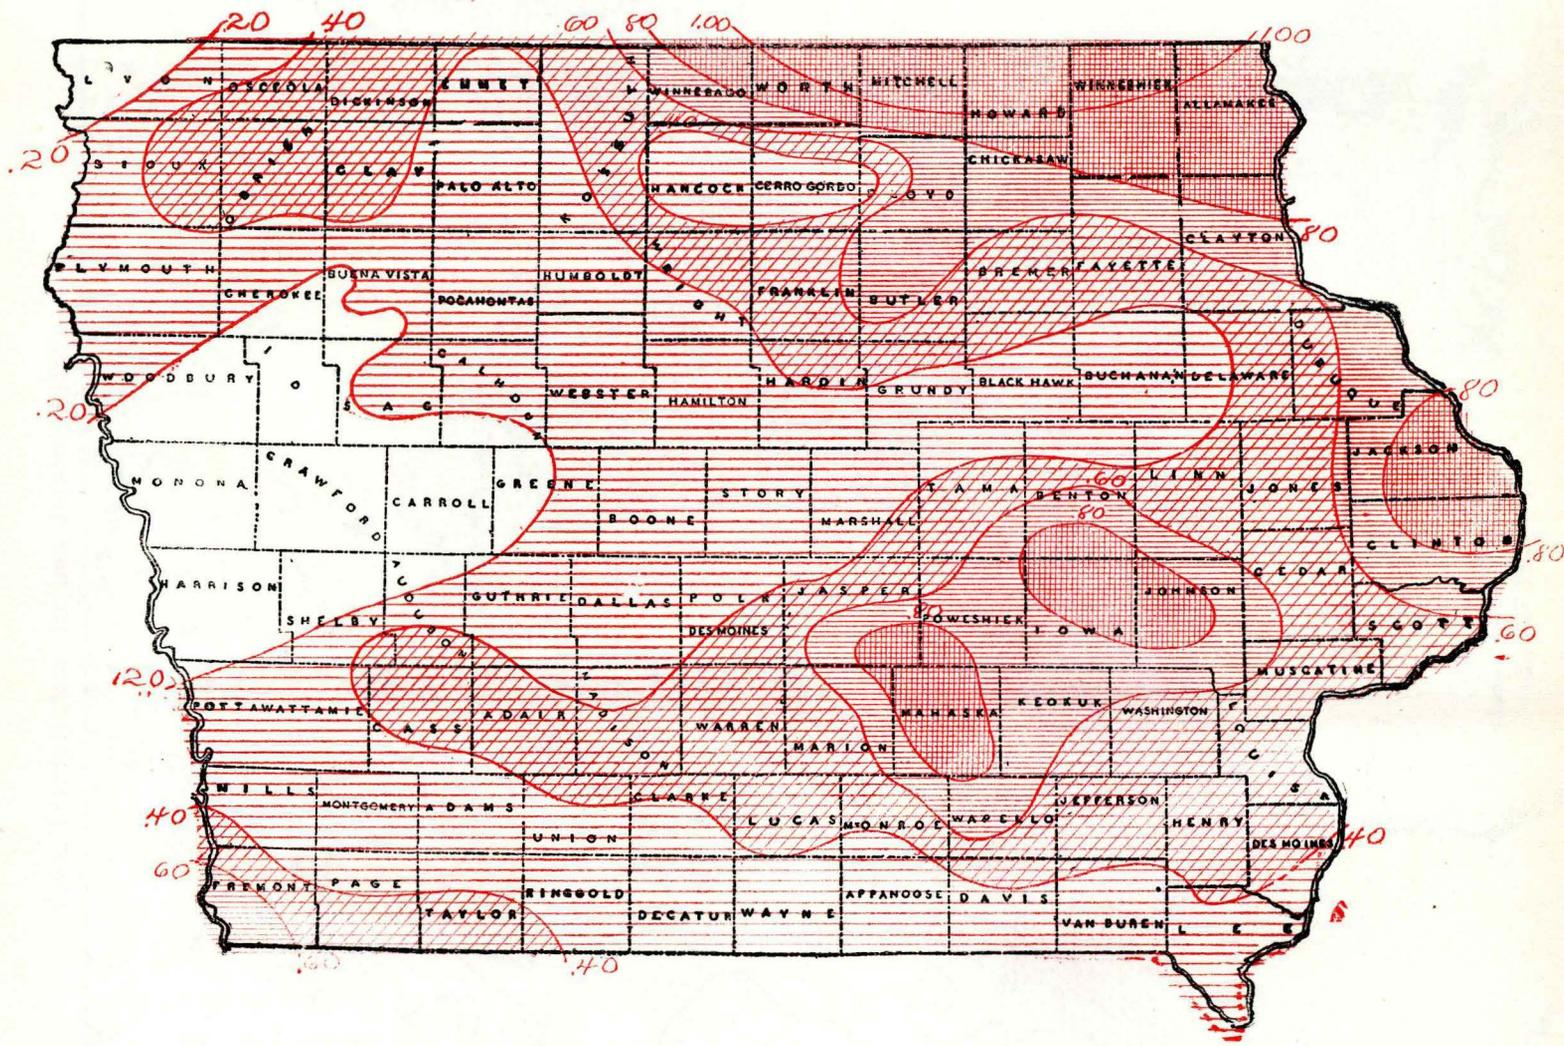 20 40 .60 80 1.00 1.00
LYON OSCEOLA DICKINSON EMMET KOSSUTH WINNEBAGO WORTH MITCHELL HOWARD WINNESHIEK ALLAMAKEE
.20 SIOUX OBRIEN CLAY PALO ALTO HANCOCK CERRO GORDO FLOYD CHICKASAW
80
PLYMOUTH CHEROKEE BUENA VISTA POCAHONTAS HUMBOLDT WRIGHT FRANKLIN BUTLER BREMER FAYETTE CLAYTON
.20 WOODBURY IDA SAC CALHOUN WEBSTER HAMILTON HARDIN GRUNDY BLACK HAWK BUCHANAN DELAWARE DUBUQUE 80
MONONA CRAWFORD CARROLL GREENE BOONE STORY MARSHALL TAMA BENTON LINN JONES JACKSON
.60
80
CLINTON .80
HARRISON SHELBY AUDUBON GUTHRIE DALLAS POLK JASPER POWESHIEK IOWA JOHNSON CEDAR SCOTT .60
DES MOINES
.80
MUSCATINE
120
POTTAWATTAMIE CASS ADAIR MADISON WARREN MARION MAHASKA KEOKUK WASHINGTON LOUISA
MILLS MONTGOMERY ADAMS UNION CLARKE LUCAS MONROE WAPELLO JEFFERSON HENRY DES MOINES
.40 40
60
FREMONT PAGE TAYLOR RINGGOLD DECATUR WAYNE APPANOOSE DAVIS VAN BUREN LEE
.60 .40